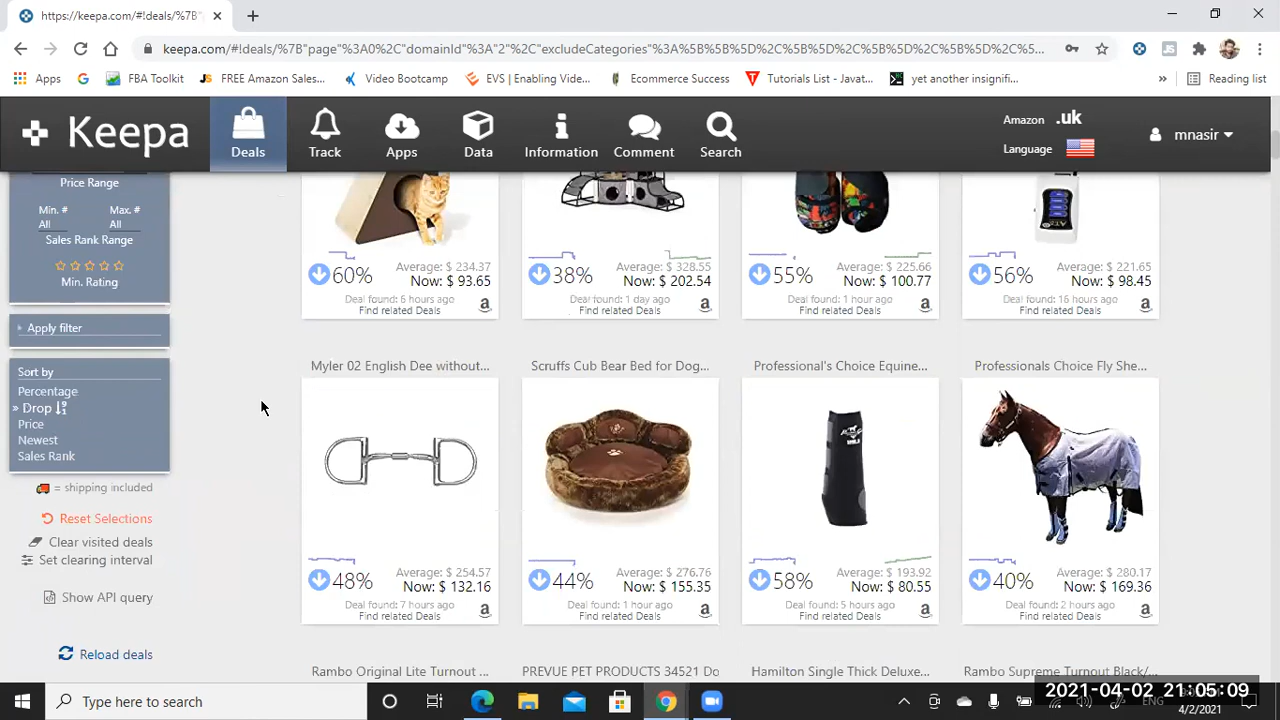 https://keepa.com/#!deals/%7B"p
keepa.com/#!deals/%7B"page"%3A0%2C"domainId"%3A"2"%2C"excludeCategories"%3A%5B%5B%5D%2C%5B%5D%2C%5...
Apps
FBA Toolkit
FREE Amazon Sales...
Video Bootcamp
EVS | Enabling Vide...
Ecommerce Success
Tutorials List - Javat...
yet another insignifi...
»
Reading list
Keepa
Deals
Track
Apps
Data
Information
Comment
Search
Amazon .uk
Language
mnasir
Price Range
Min. # Max. #
All All
Sales Rank Range
Min. Rating
Apply filter
Sort by
Percentage
» Drop
Price
Newest
Sales Rank
= shipping included
Reset Selections
Clear visited deals
Set clearing interval
Show API query
Reload deals
60% Average: $ 234.37
Now: $ 93.65
Deal found: 6 hours ago
Find related Deals
38% Average: $ 328.55
Now: $ 202.54
Deal found: 1 day ago
Find related Deals
55% Average: $ 225.66
Now: $ 100.77
Deal found: 1 hour ago
Find related Deals
56% Average: $ 221.65
Now: $ 98.45
Deal found: 16 hours ago
Find related Deals
Myler 02 English Dee without...
48% Average: $ 254.57
Now: $ 132.16
Deal found: 7 hours ago
Find related Deals
Scruffs Cub Bear Bed for Dog...
44% Average: $ 276.76
Now: $ 155.35
Deal found: 1 hour ago
Find related Deals
Professional's Choice Equine...
58% Average: $ 193.92
Now: $ 80.55
Deal found: 5 hours ago
Find related Deals
Professionals Choice Fly She...
40% Average: $ 280.17
Now: $ 169.36
Deal found: 2 hours ago
Find related Deals
Rambo Original Lite Turnout ...
PREVUE PET PRODUCTS 34521 Do
Hamilton Single Thick Deluxe...
Rambo Supreme Turnout Black/...
Type here to search
ENG
2021-04-02 21:05:09
4/2/2021